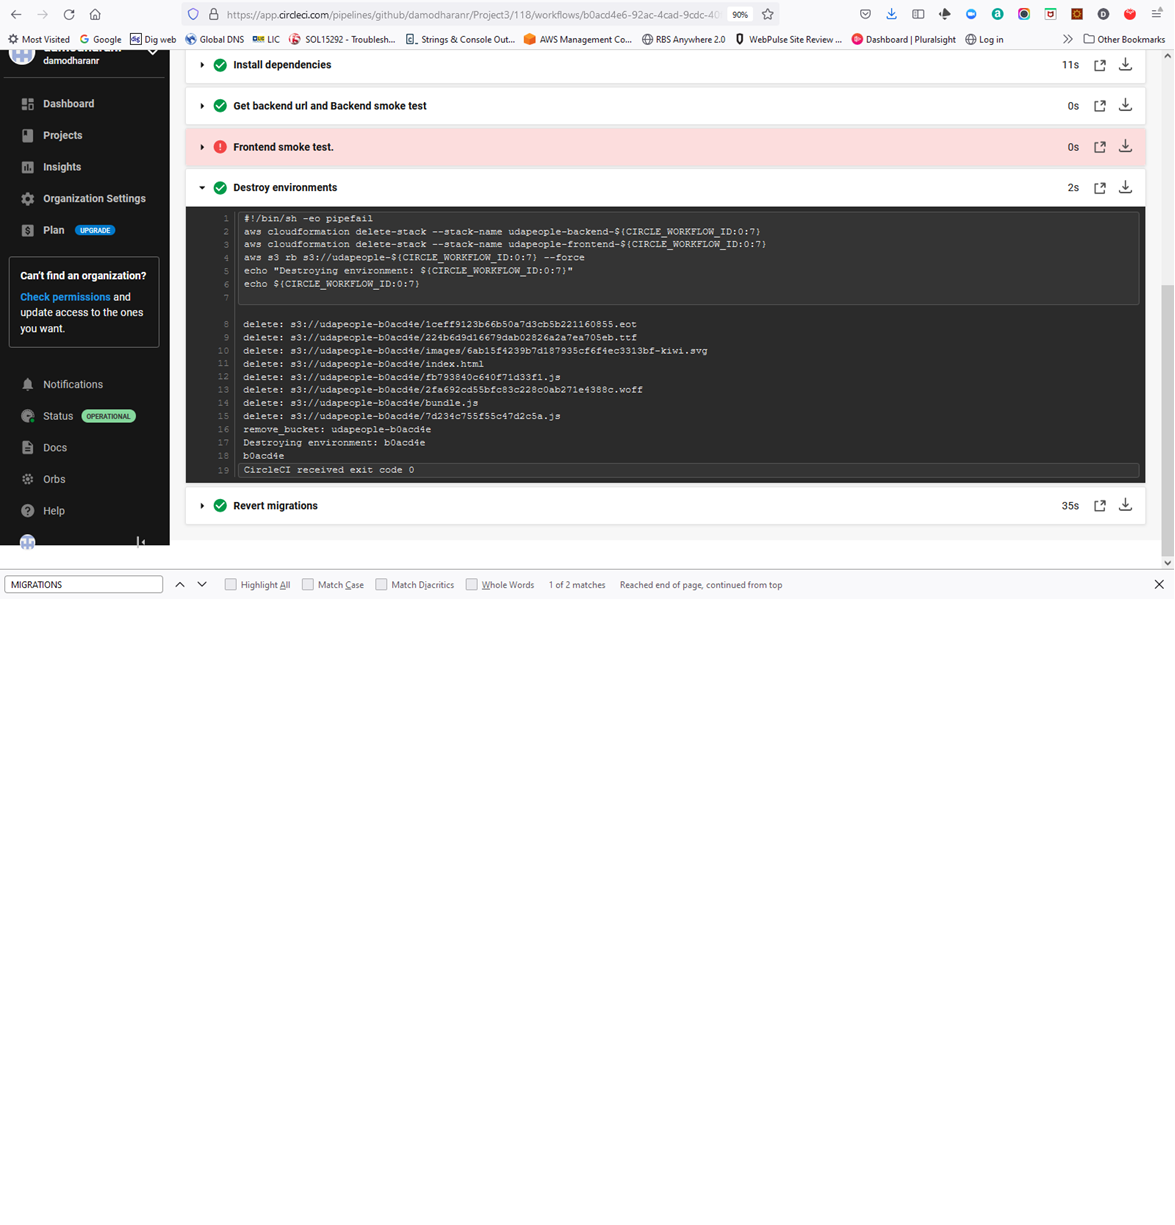 https://app.circleci.com/pipelines/github/damodharanr/Project3/118/workflows/b0acd4e6-92ac-4cad-9cdc-40
90%
Most Visited
Google
Dig web
Global DNS
LIC
SOL15292 - Troublesh...
Strings & Console Out...
AWS Management Co...
RBS Anywhere 2.0
WebPulse Site Review ...
Dashboard | Pluralsight
Log in
Other Bookmarks
damodharanr
Dashboard
Projects
Insights
Organization Settings
Plan UPGRADE
Can't find an organization?
Check permissions and
update access to the ones
you want.
Notifications
Status OPERATIONAL
Docs
Orbs
Help
Install dependencies 11s
Get backend url and Backend smoke test 0s
Frontend smoke test. 0s
Destroy environments 2s
1 #!/bin/sh -eo pipefail
2 aws cloudformation delete-stack --stack-name udapeople-backend-${CIRCLE_WORKFLOW_ID:0:7}
3 aws cloudformation delete-stack --stack-name udapeople-frontend-${CIRCLE_WORKFLOW_ID:0:7}
4 aws s3 rb s3://udapeople-${CIRCLE_WORKFLOW_ID:0:7} --force
5 echo "Destroying environment: ${CIRCLE_WORKFLOW_ID:0:7}"
6 echo ${CIRCLE_WORKFLOW_ID:0:7}
7
8 delete: s3://udapeople-b0acd4e/1ceff9123b66b50a7d3cb5b221160855.eot
9 delete: s3://udapeople-b0acd4e/224b6d9d16679dab02826a2a7ea705eb.ttf
10 delete: s3://udapeople-b0acd4e/images/6ab15f4239b7d187935cf6f4ec3313bf-kiwi.svg
11 delete: s3://udapeople-b0acd4e/index.html
12 delete: s3://udapeople-b0acd4e/fb793840c640f71d33f1.js
13 delete: s3://udapeople-b0acd4e/2fa692cd55bfc83c228c0ab271e4388c.woff
14 delete: s3://udapeople-b0acd4e/bundle.js
15 delete: s3://udapeople-b0acd4e/7d234c755f55c47d2c5a.js
16 remove_bucket: udapeople-b0acd4e
17 Destroying environment: b0acd4e
18 b0acd4e
19 CircleCI received exit code 0
Revert migrations 35s
MIGRATIONS
Highlight All
Match Case
Match Diacritics
Whole Words
1 of 2 matches
Reached end of page, continued from top